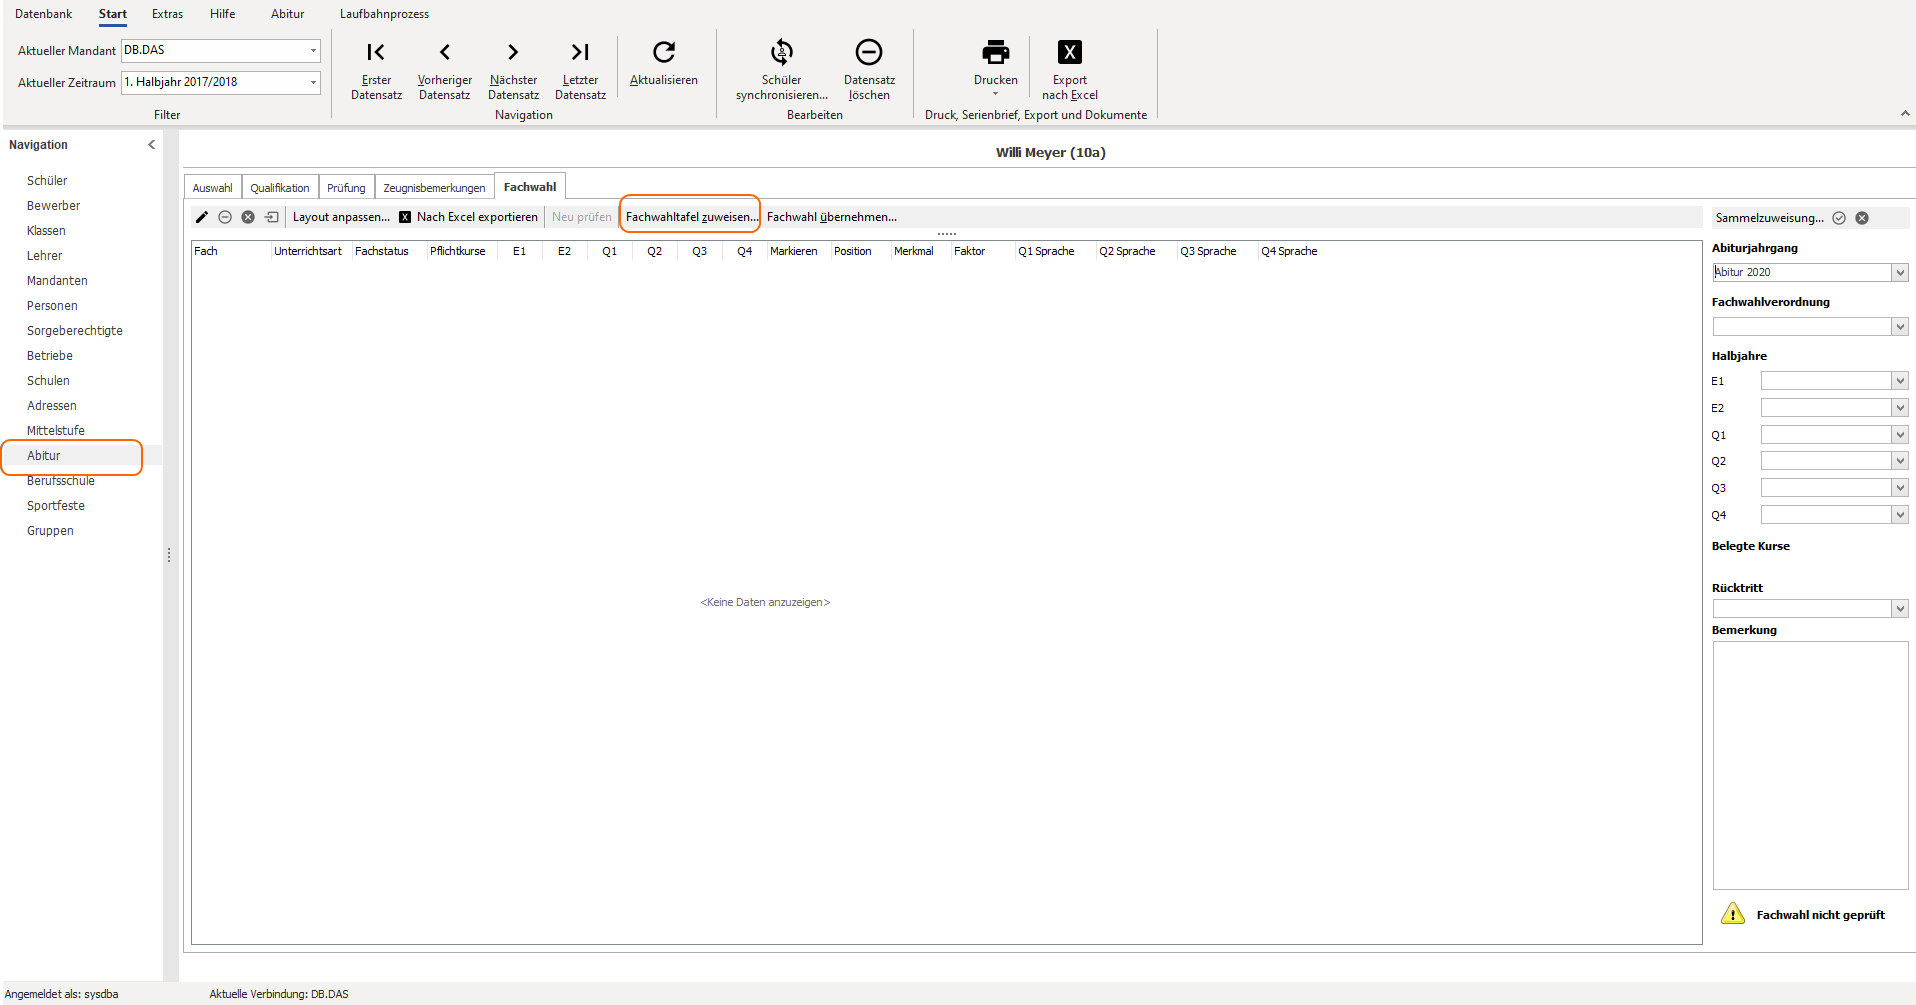 Datenbank Start Extras Hilfe Abitur Laufbahnprozess
Aktueller Mandant DB.DAS
Aktueller Zeitraum 1. Halbjahr 2017/2018
Filter
Erster Datensatz
Vorheriger Datensatz
Nächster Datensatz
Letzter Datensatz
Aktualisieren
Navigation
Schüler synchronisieren...
Datensatz löschen
Bearbeiten
Drucken
X
Export nach Excel
Druck, Serienbrief, Export und Dokumente
Navigation
Schüler
Bewerber
Klassen
Lehrer
Mandanten
Personen
Sorgeberechtigte
Betriebe
Schulen
Adressen
Mittelstufe
Abitur
Berufsschule
Sportfeste
Gruppen
Willi Meyer (10a)
Auswahl Qualifikation Prüfung Zeugnisbemerkungen Fachwahl
Layout anpassen... X Nach Excel exportieren Neu prüfen Fachwahltafel zuweisen... Fachwahl übernehmen...
Fach Unterrichtsart Fachstatus Pflichtkurse E1 E2 Q1 Q2 Q3 Q4 Markieren Position Merkmal Faktor Q1 Sprache Q2 Sprache Q3 Sprache Q4 Sprache
<Keine Daten anzuzeigen>
Sammelzuweisung...
Abiturjahrgang
Abitur 2020
Fachwahlverordnung
Halbjahre
E1
E2
Q1
Q2
Q3
Q4
Belegte Kurse
Rücktritt
Bemerkung
Fachwahl nicht geprüft
Angemeldet als: sysdba Aktuelle Verbindung: DB.DAS